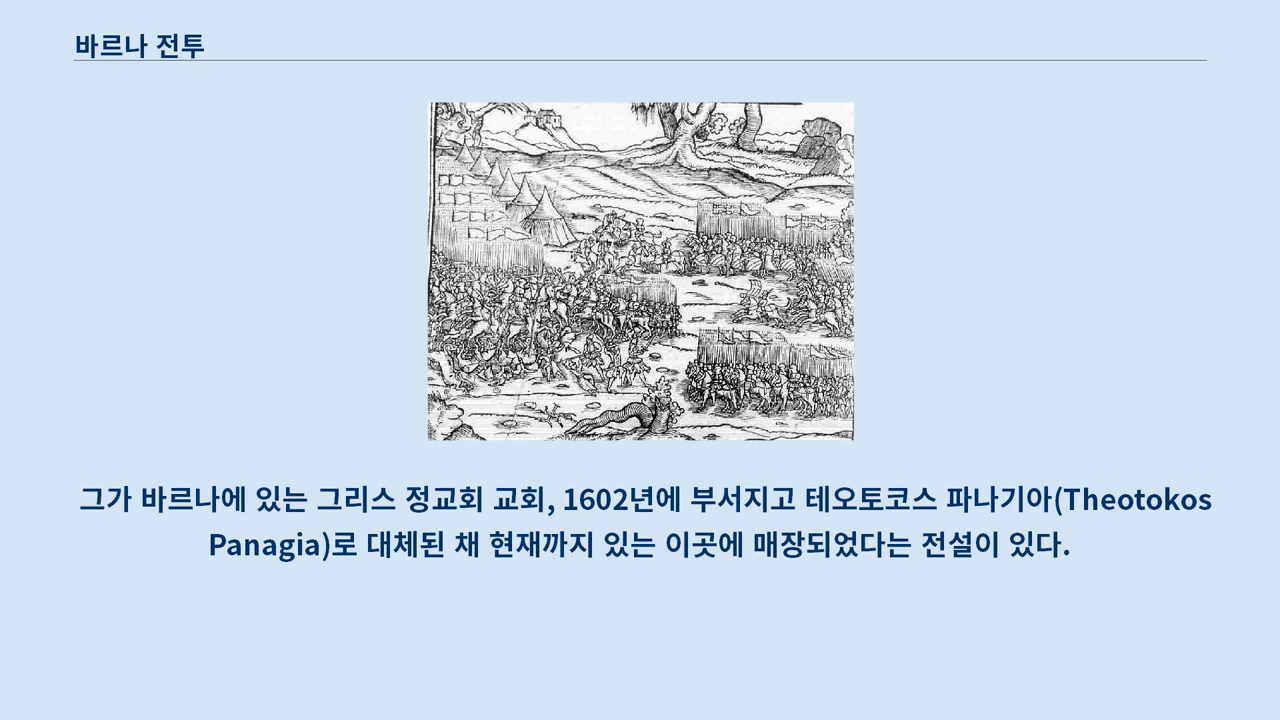 바르나 전투
그가 바르나에 있는 그리스 정교회 교회, 1602년에 부서지고 테오토코스 파나기아(Theotokos
Panagia)로 대체된 채 현재까지 있는 이곳에 매장되었다는 전설이 있다.